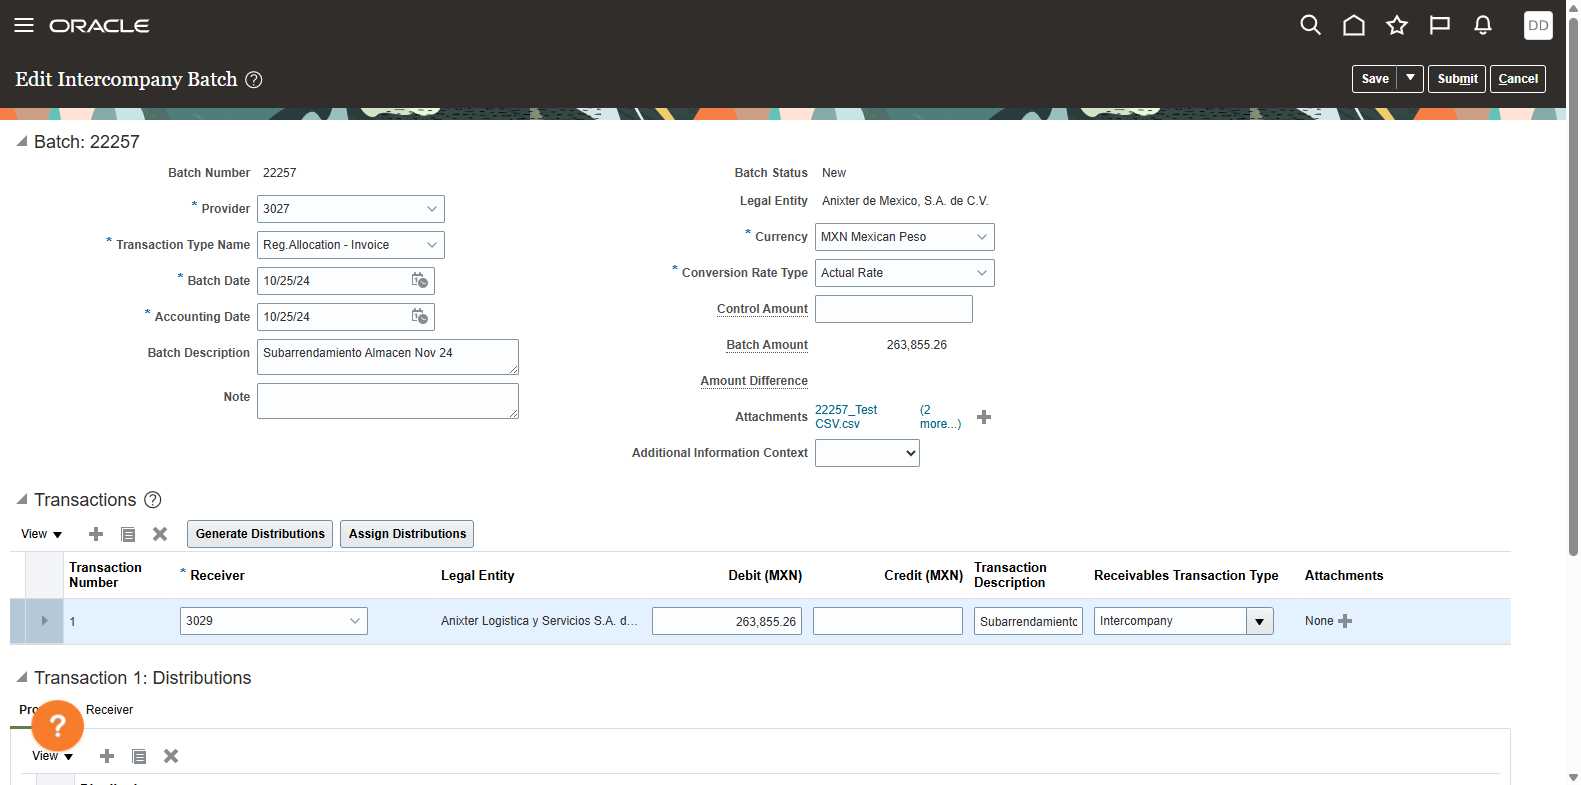 ORACLE
DD
Edit Intercompany Batch
Save
Submit
Cancel
Batch: 22257
Batch Number 22257
* Provider 3027
* Transaction Type Name Reg.Allocation - Invoice
* Batch Date 10/25/24
* Accounting Date 10/25/24
Batch Description Subarrendamiento Almacen Nov 24
Note
Batch Status New
Legal Entity Anixter de Mexico, S.A. de C.V.
* Currency MXN Mexican Peso
* Conversion Rate Type Actual Rate
Control Amount
Batch Amount 263,855.26
Amount Difference
Attachments 22257_Test CSV.csv (2 more...)
Additional Information Context
Transactions
View
Generate Distributions
Assign Distributions
Transaction Number * Receiver Legal Entity Debit (MXN) Credit (MXN) Transaction Description Receivables Transaction Type Attachments
1 3029 Anixter Logistica y Servicios S.A. d... 263,855.26 Subarrendamiento Intercompany None
Transaction 1: Distributions
Receiver
?
View